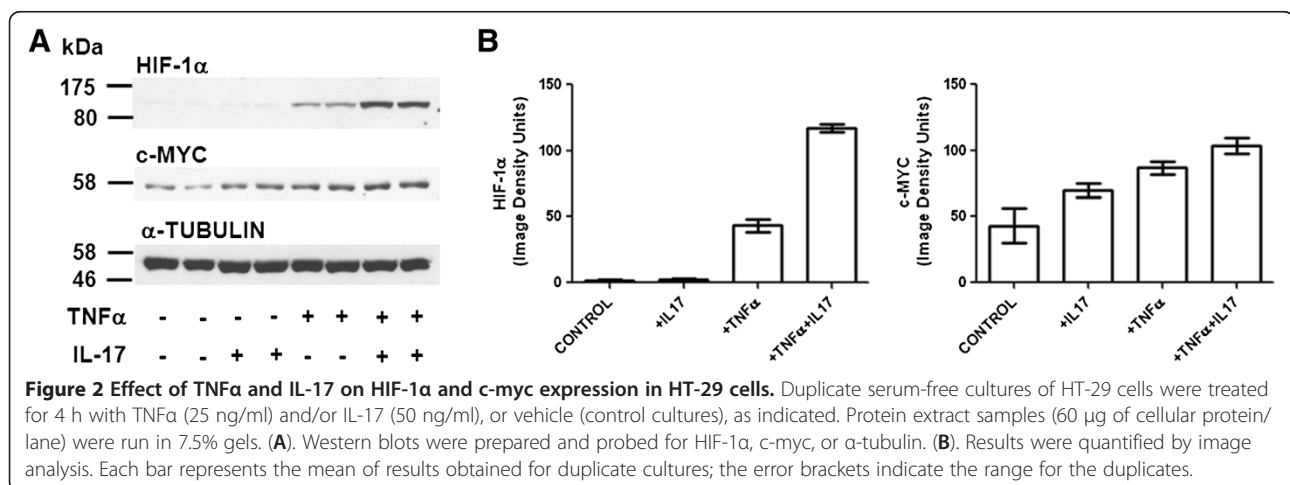 A
kDa
HIF-1α
175
80
c-MYC
58
α-TUBULIN
58
46
TNFα - - - - + + + +
IL-17 - - + + - - + +
B
150
100
50
0
HIF-1α
(Image Density Units)
CONTROL
+IL17
+TNFα
+TNFα+IL17
150
100
50
0
c-MYC
(Image Density Units)
CONTROL
+IL17
+TNFα
+TNFα+IL17
Figure 2 Effect of TNFα and IL-17 on HIF-1α and c-myc expression in HT-29 cells. Duplicate serum-free cultures of HT-29 cells were treated
for 4 h with TNFα (25 ng/ml) and/or IL-17 (50 ng/ml), or vehicle (control cultures), as indicated. Protein extract samples (60 μg of cellular protein/
lane) were run in 7.5% gels. (A). Western blots were prepared and probed for HIF-1α, c-myc, or α-tubulin. (B). Results were quantified by image
analysis. Each bar represents the mean of results obtained for duplicate cultures; the error brackets indicate the range for the duplicates.